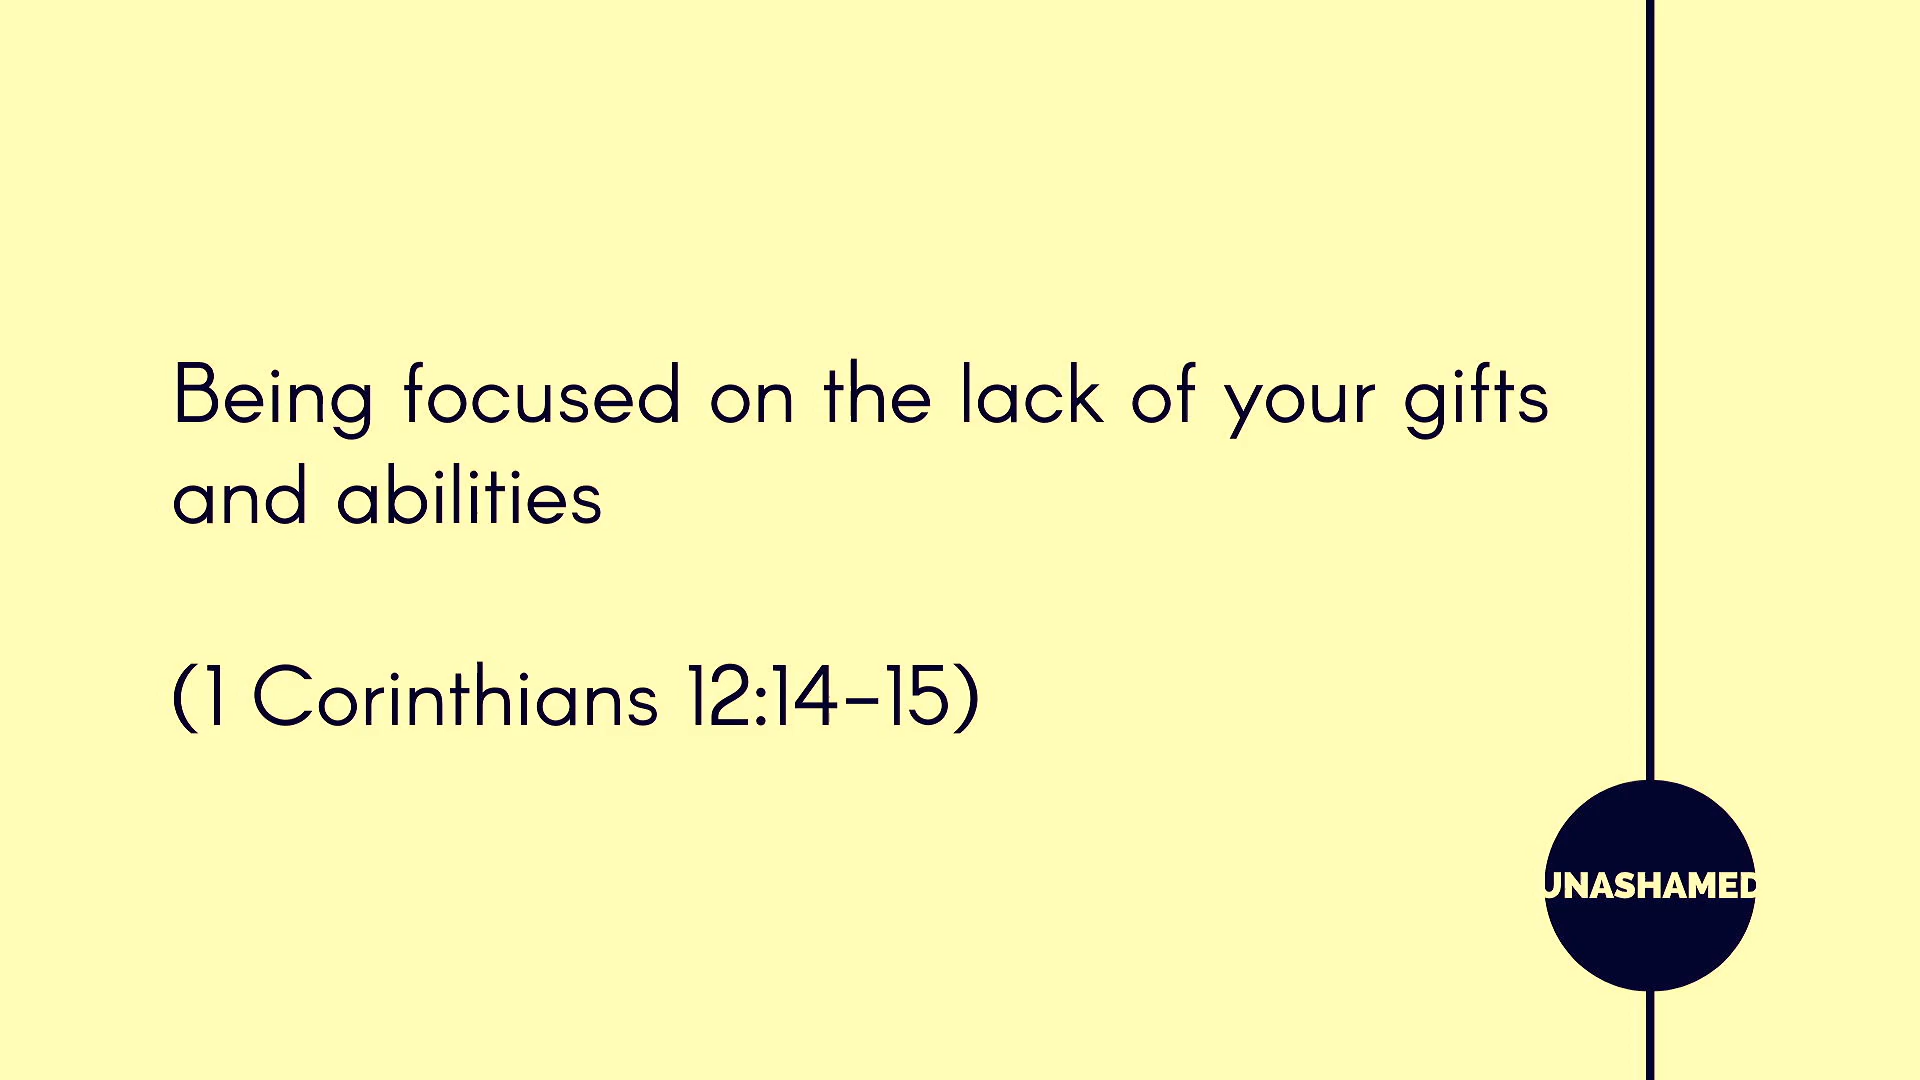 Being focused on the lack of your gifts
and abilities
(1 Corinthians 12:14-15)
UNASHAMED